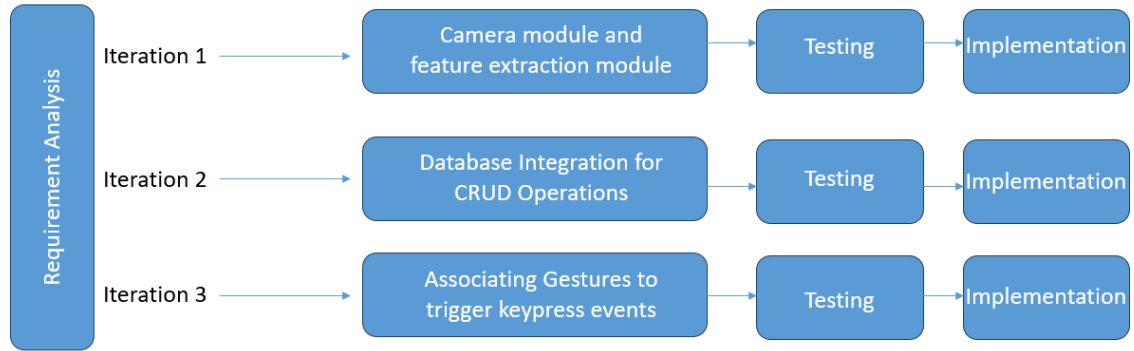 Requirement Analysis
Iteration 1
Camera module and
feature extraction module
Testing
Implementation
Iteration 2
Database Integration for
CRUD Operations
Testing
Implementation
Iteration 3
Associating Gestures to
trigger keypress events
Testing
Implementation